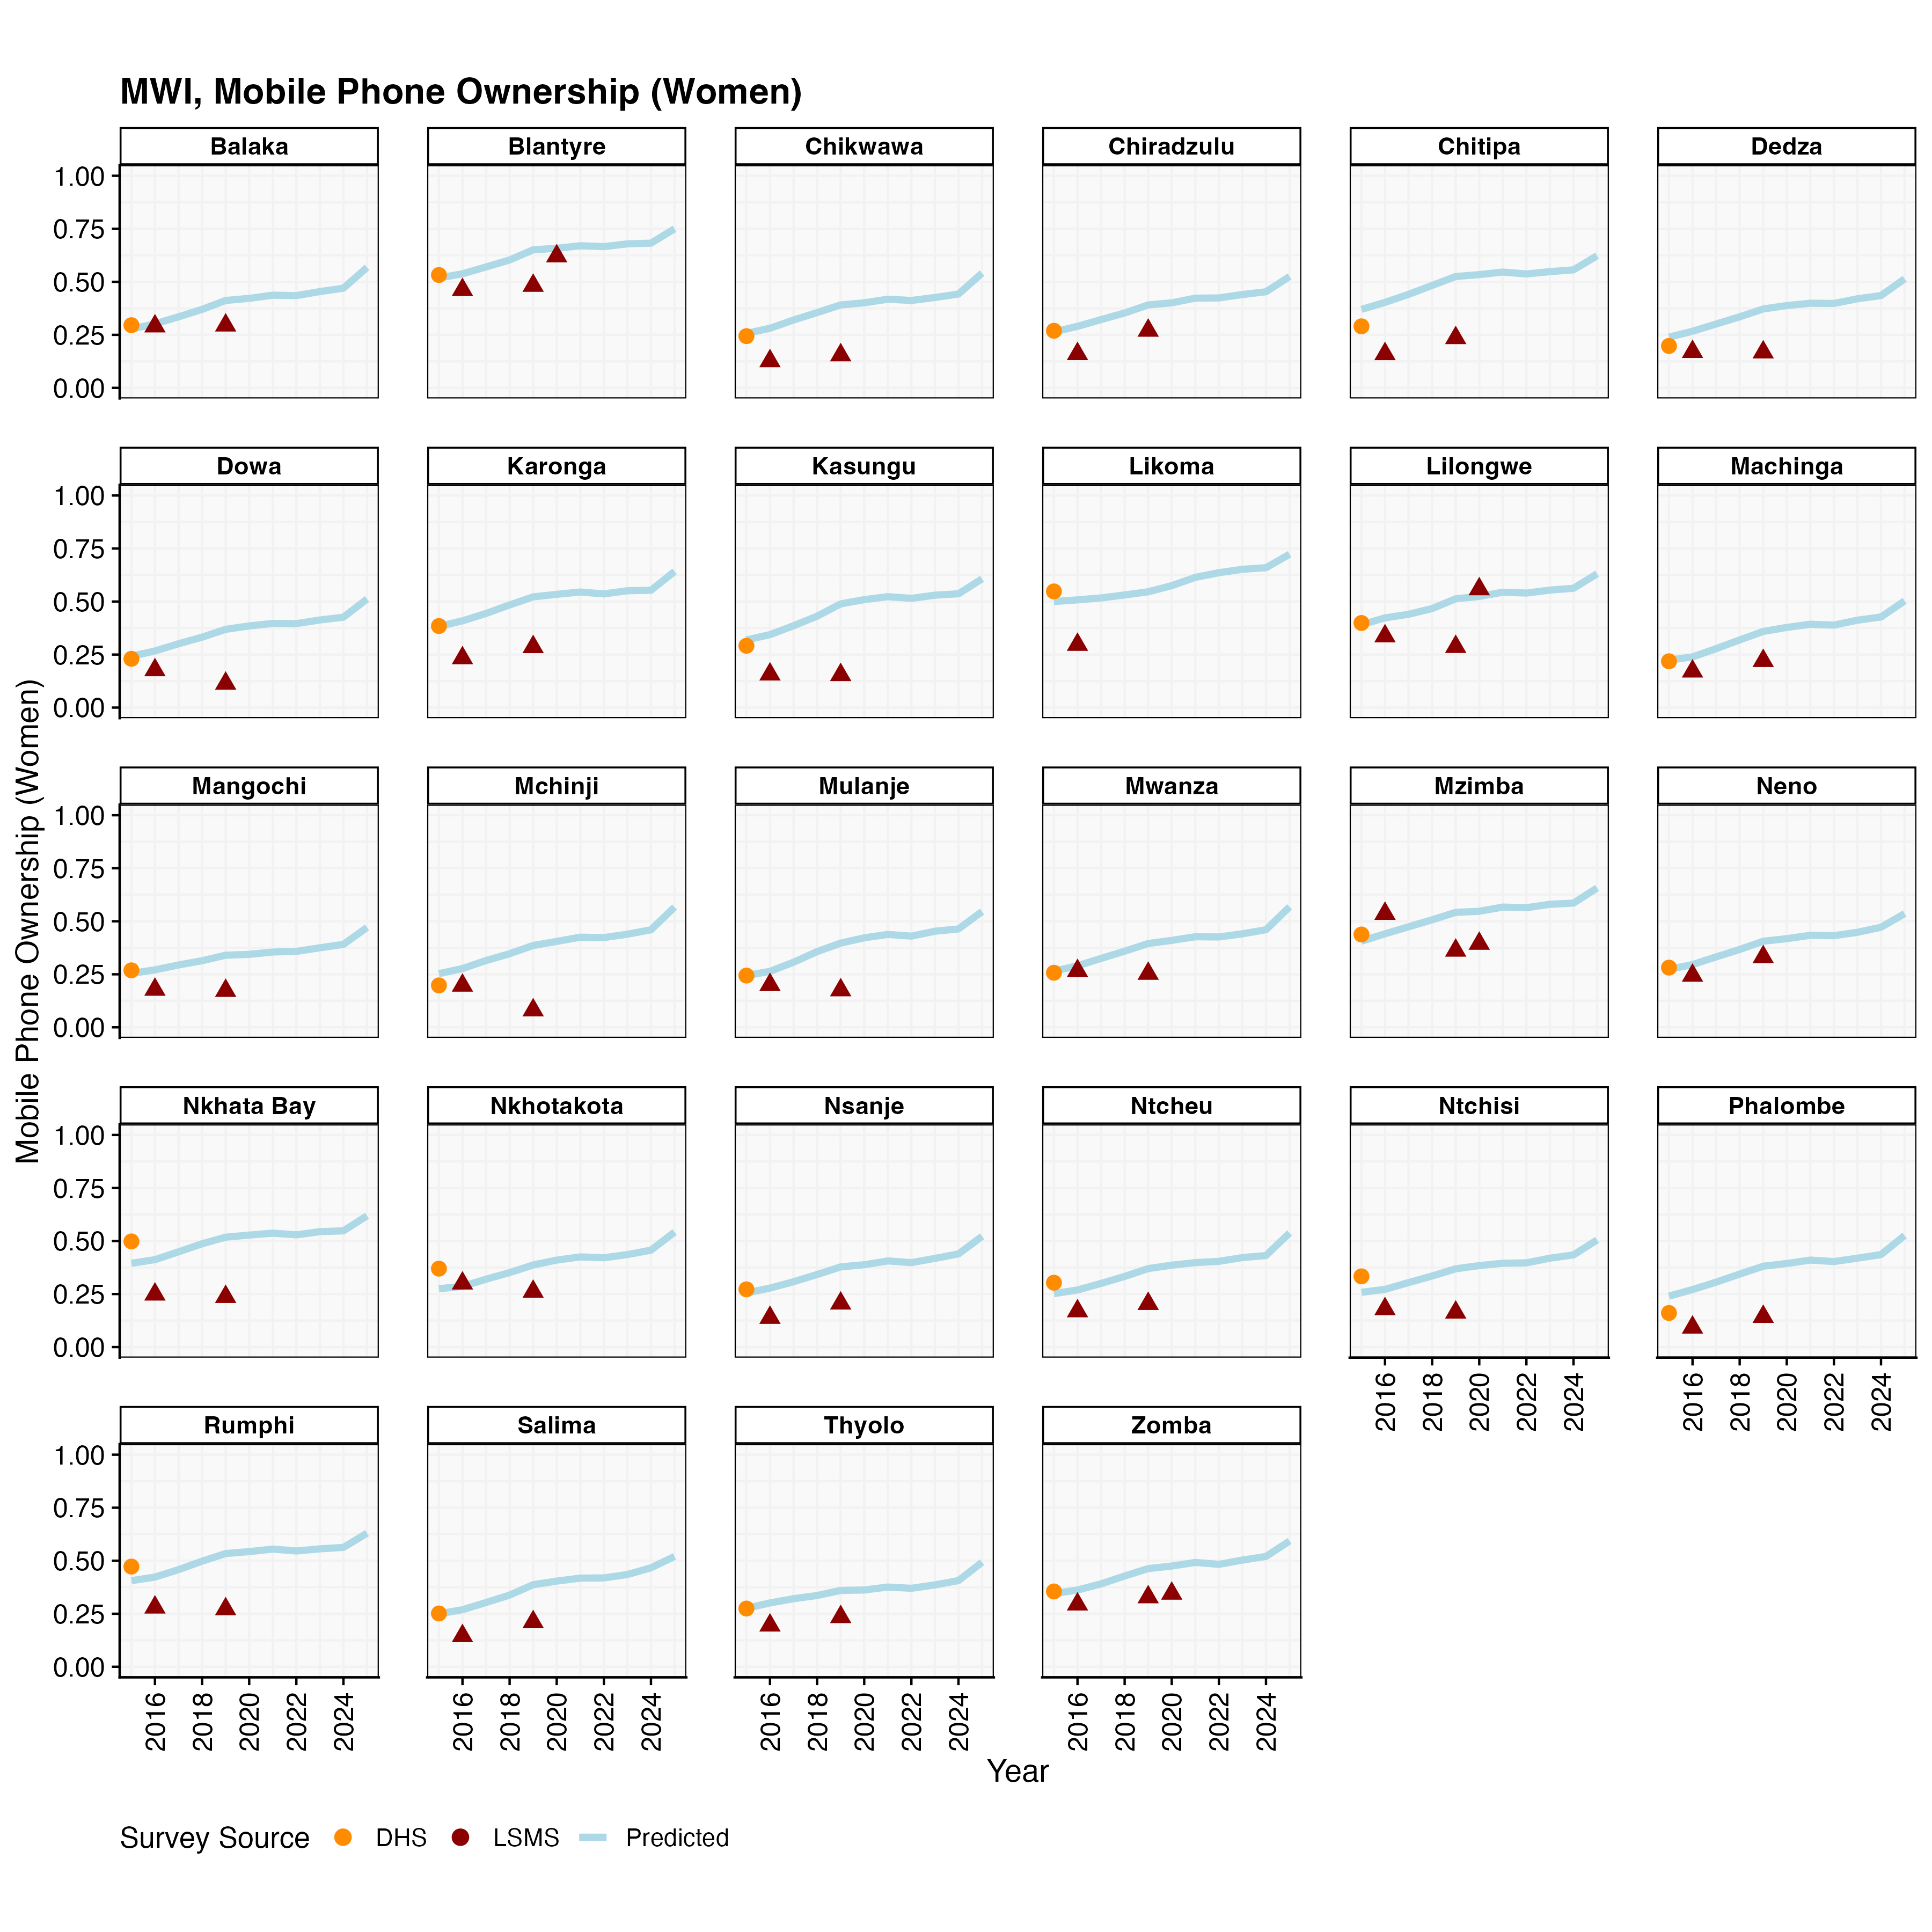 MWI, Mobile Phone Ownership (Women)
Balaka Blantyre Chikwawa Chiradzulu Chitipa Dedza
1.00
0.75
0.50
0.25
0.00
Dowa Karonga Kasungu Likoma Lilongwe Machinga
1.00
0.75
0.50
0.25
0.00
Mobile Phone Ownership (Women)
Mangochi Mchinji Mulanje Mwanza Mzimba Neno
1.00
0.75
0.50
0.25
0.00
Nkhata Bay Nkhotakota Nsanje Ntcheu Ntchisi Phalombe
1.00
0.75
0.50
0.25
0.00
2016 2018 2020 2022 2024 2016 2018 2020 2022 2024
Rumphi Salima Thyolo Zomba
1.00
0.75
0.50
0.25
0.00
2016 2018 2020 2022 2024 2016 2018 2020 2022 2024 2016 2018 2020 2022 2024 2016 2018 2020 2022 2024
Year
Survey Source DHS LSMS Predicted